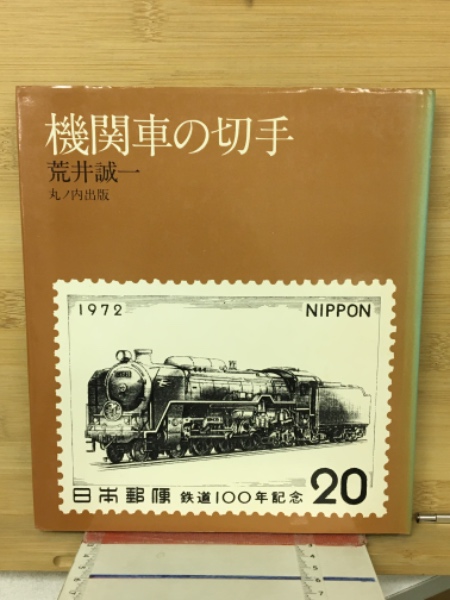 機関車の切手
荒井誠一
丸ノ内出版
1972 NIPPON
日本郵便 鉄道100年記念 20